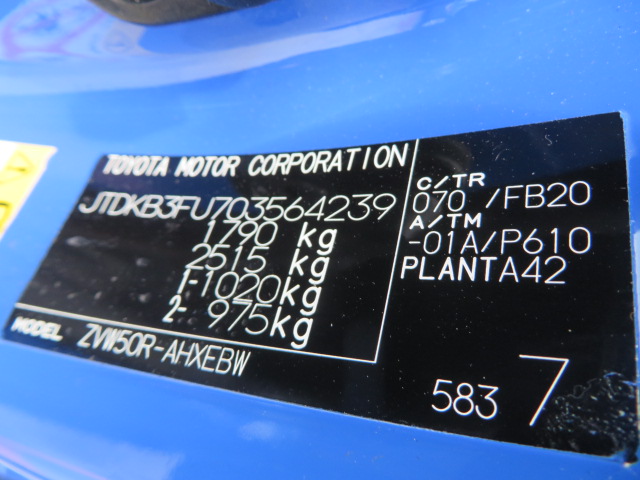 TOYOTA MOTOR CORPORATION
JTDKB3FU703564239
1790 kg
2515 kg
1-1020kg
2- 975kg
MODEL ZVW50R-AHXEBW
C/TR
070 /FB20
A/TM
-01A/P610
PLANTA42
583 7